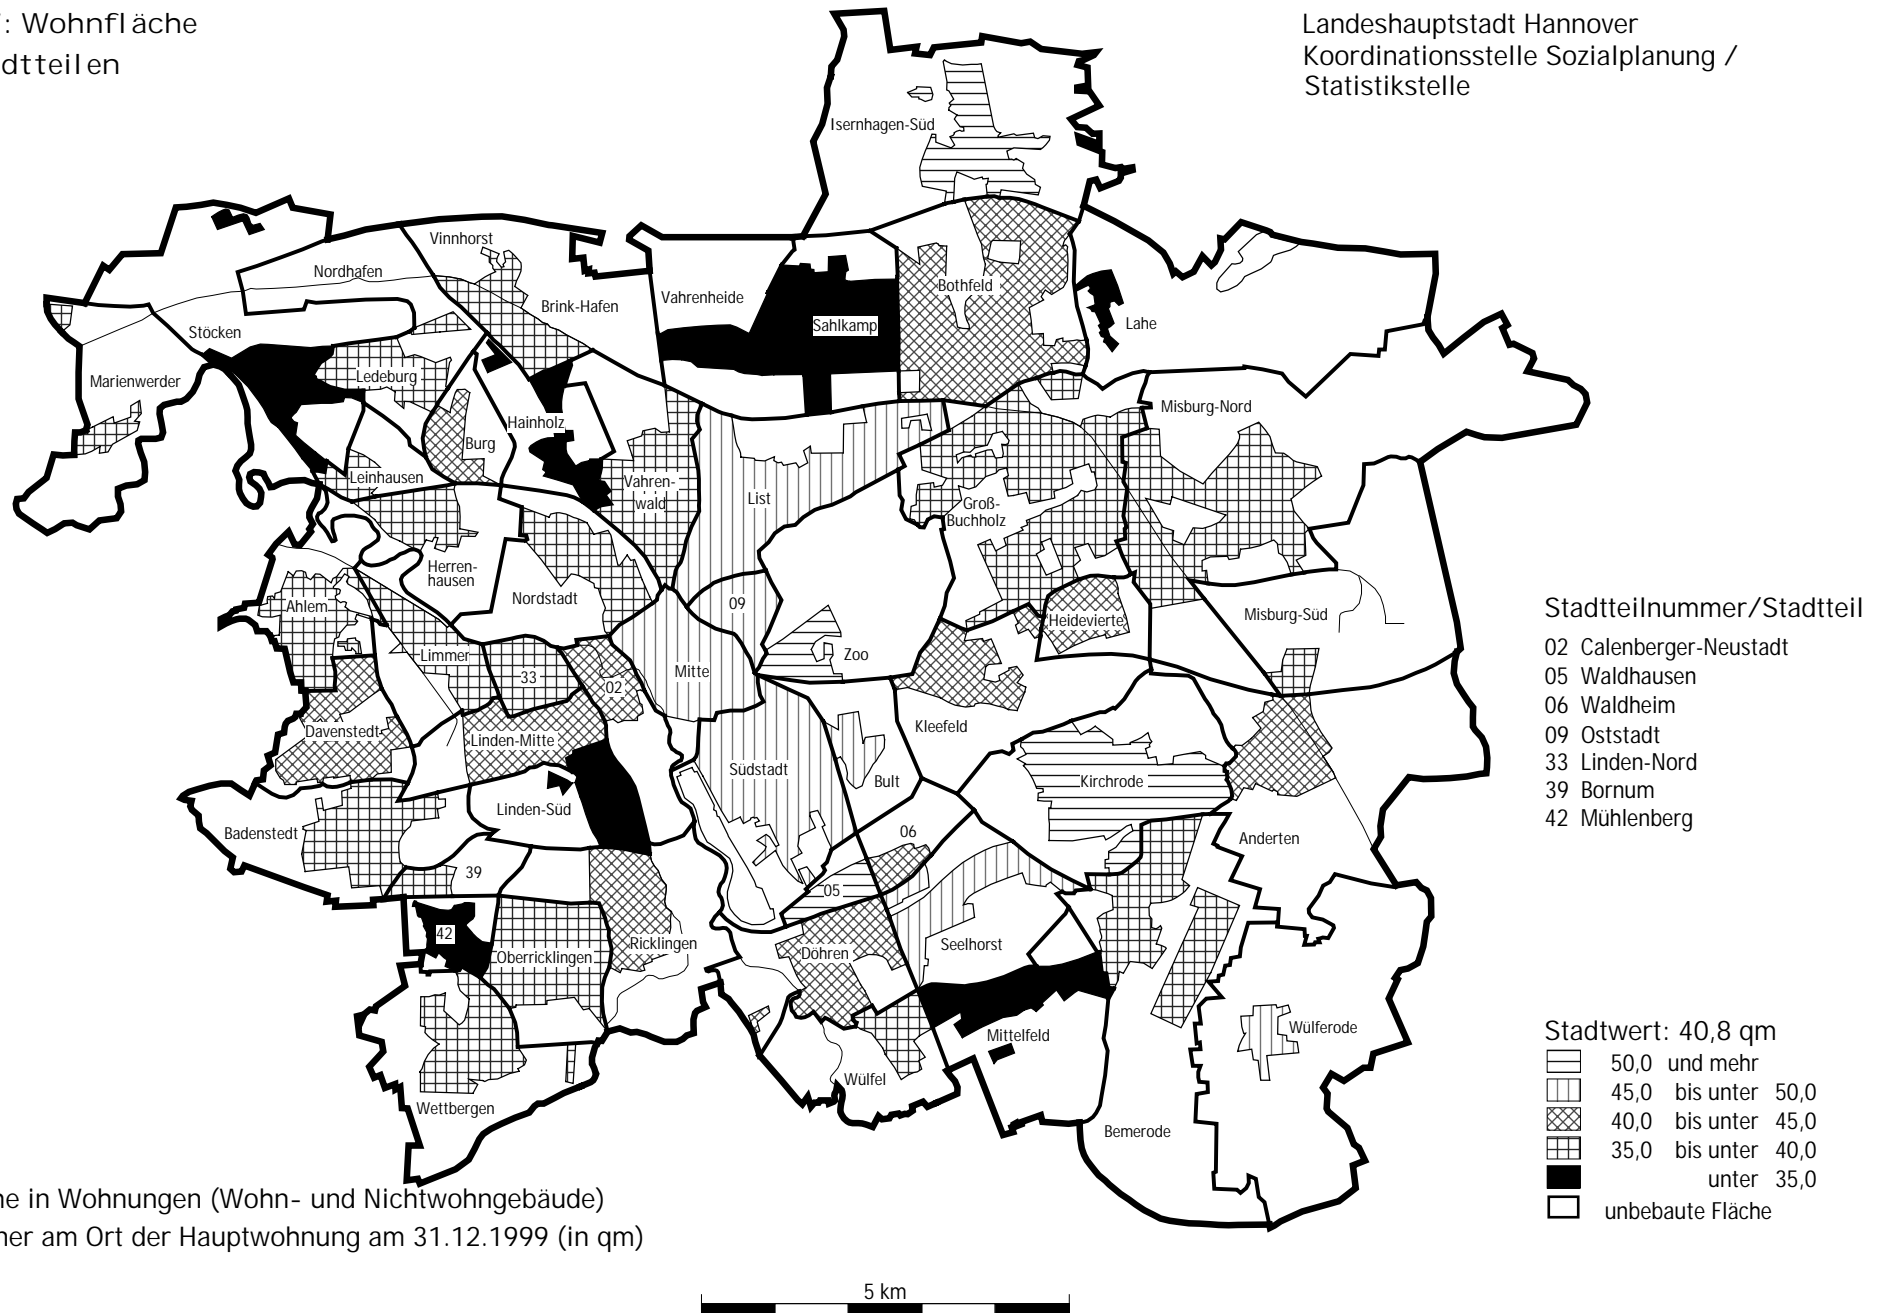 : Wohnfläche
dtteilen
Landeshauptstadt Hannover
Koordinationsstelle Sozialplanung /
Statistikstelle
Isernhagen-Süd
Vinnhorst
Nordhafen
Brink-Hafen
Vahrenheide
Bothfeld
Stöcken
Sahlkamp
Lahe
Marienwerder
Ledeburg
Misburg-Nord
Hainholz
Burg
Leinhausen
Vahren-
wald
List
Groß-
Buchholz
Herren-
hausen
Nordstadt
Ahlem
09
Heidevierte
Misburg-Süd
Limmer
Zoo
33
02
Mitte
Davenstedt
Linden-Mitte
Kleefeld
Südstadt
Bult
Kirchrode
Linden-Süd
Badenstedt
06
Anderten
39
05
42
Oberricklingen
Ricklingen
Döhren
Seelhorst
Mittelfeld
Wülferode
Wülfel
Wettbergen
Bemerode
Stadtteilnummer/Stadtteil
02 Calenberger-Neustadt
05 Waldhausen
06 Waldheim
09 Oststadt
33 Linden-Nord
39 Bornum
42 Mühlenberg
Stadtwert: 40,8 qm
50,0 und mehr
45,0 bis unter 50,0
40,0 bis unter 45,0
35,0 bis unter 40,0
unter 35,0
unbebaute Fläche
he in Wohnungen (Wohn- und Nichtwohngebäude)
ner am Ort der Hauptwohnung am 31.12.1999 (in qm)
5 km